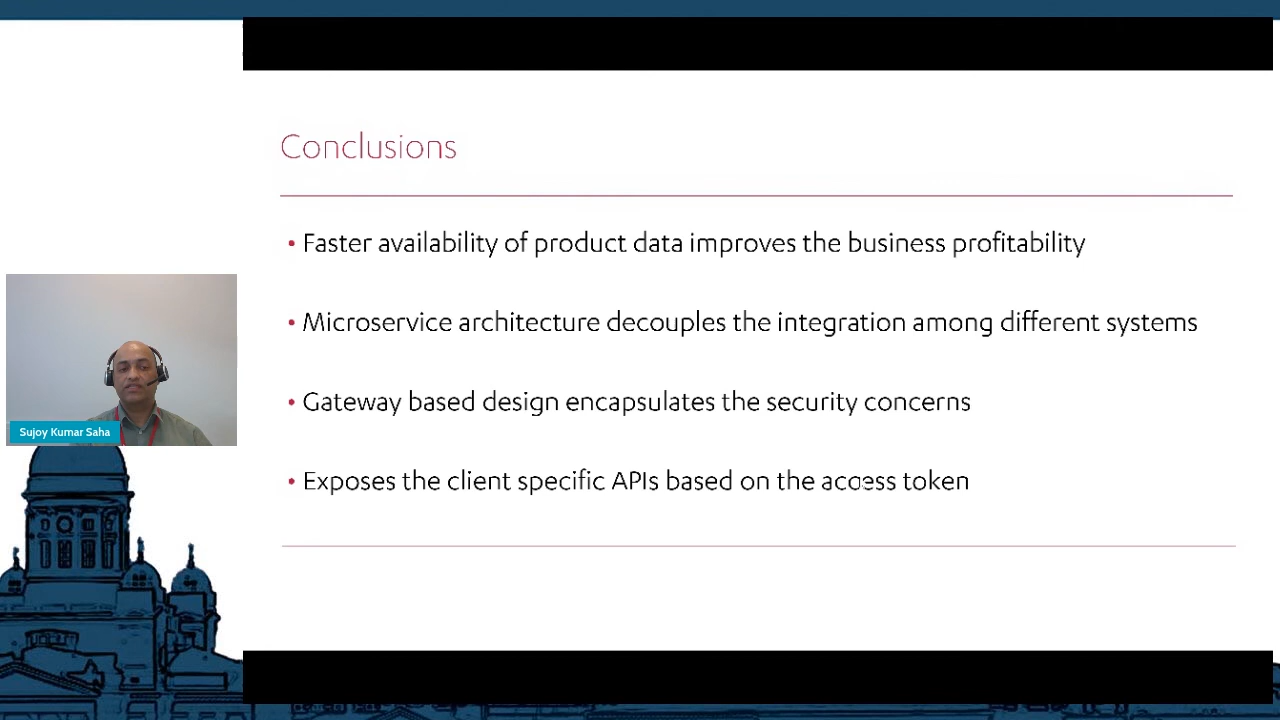 Conclusions
• Faster availability of product data improves the business profitability
• Microservice architecture decouples the integration among different systems
• Gateway based design encapsulates the security concerns
• Exposes the client specific APIs based on the access token
Sujoy Kumar Saha